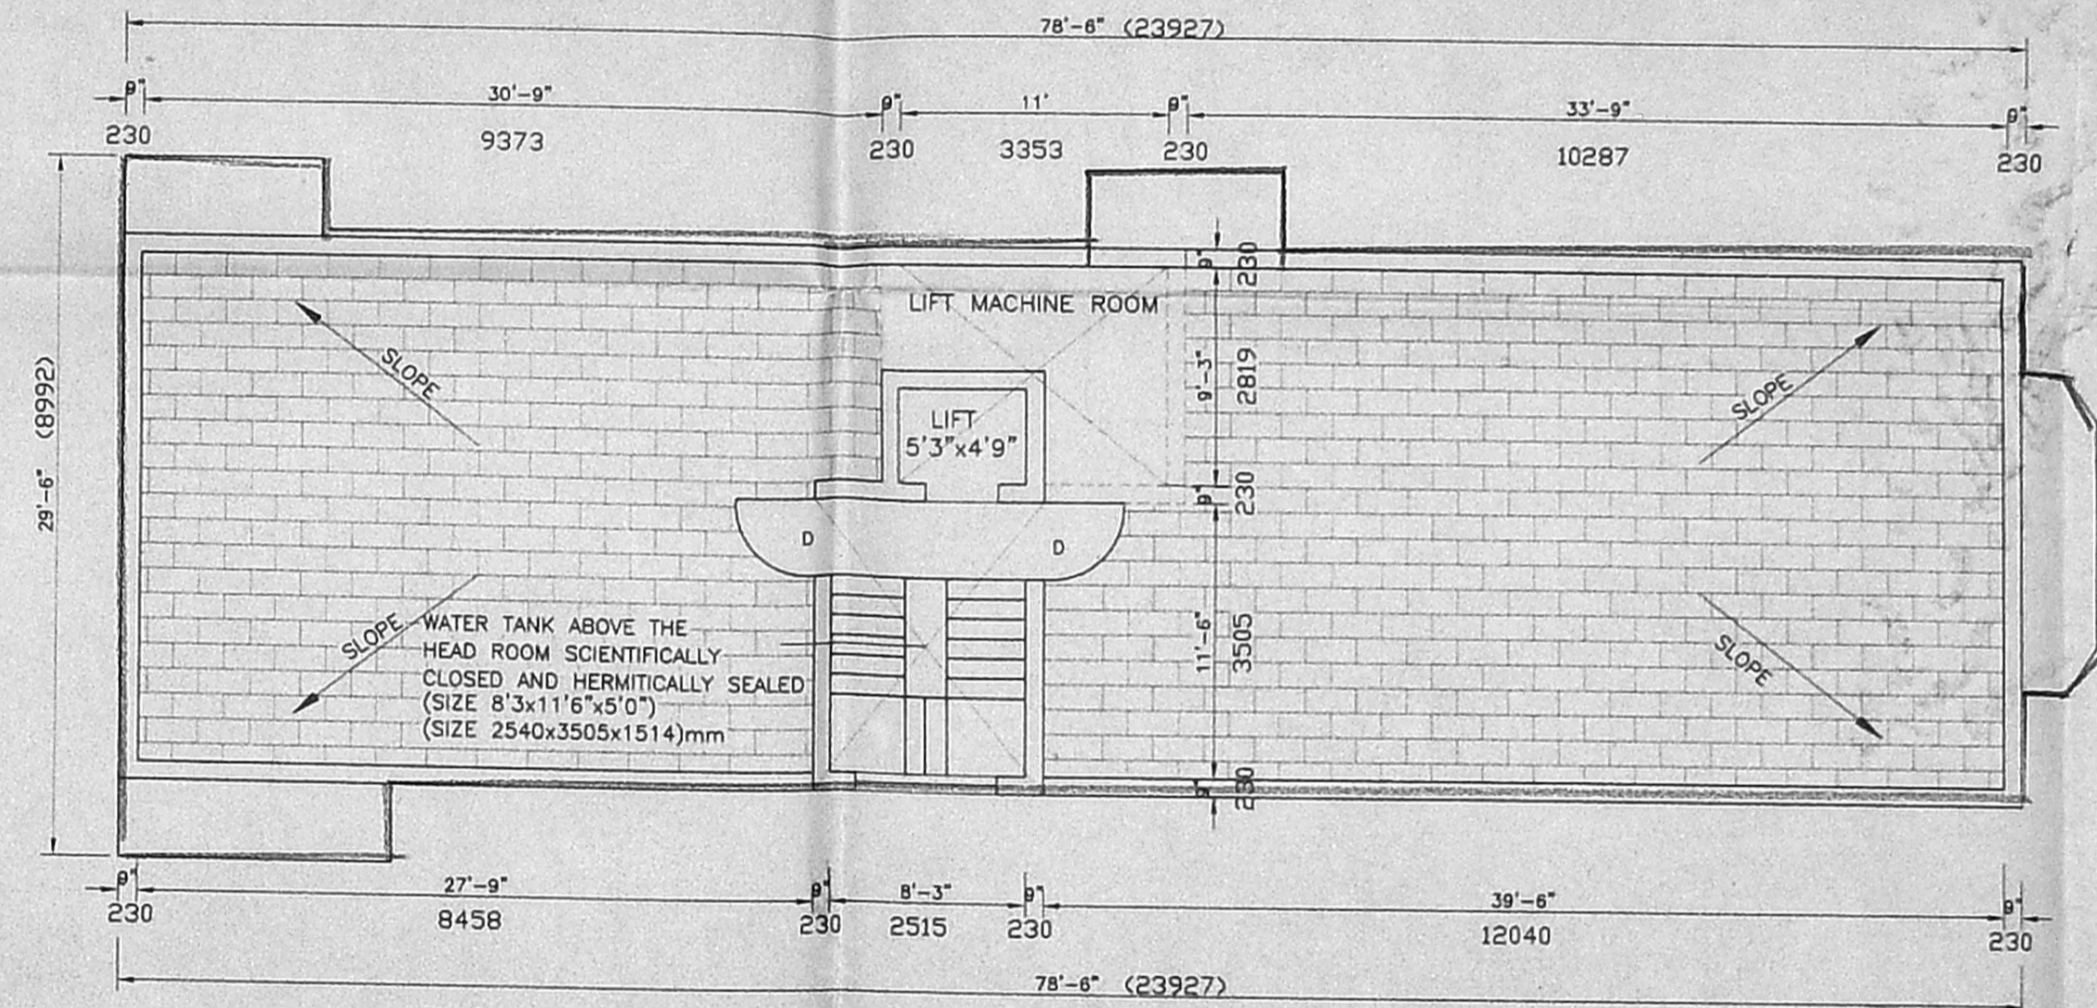 78'-6" (23927)
9" 30'-9" 9" 11' 9" 33'-9" 9"
230 9373 230 3353 230 10287 230
9" 230
LIFT MACHINE ROOM
SLOPE
9'-3" 2819
SLOPE
29'-6" (89992)
LIFT
5'3"x4'9"
9" 230
D
D
SLOPE
WATER TANK ABOVE THE
HEAD ROOM SCIENTIFICALLY
CLOSED AND HERMITICALLY SEALED
(SIZE 8'3x11'6"x5'0")
(SIZE 2540x3505x1514)mm
11'-6" 3505
SLOPE
9" 230
9" 27'-9" 9" 8'-3" 9" 39'-6" 9"
230 8458 230 2515 230 12040 230
78'-6" (23927)